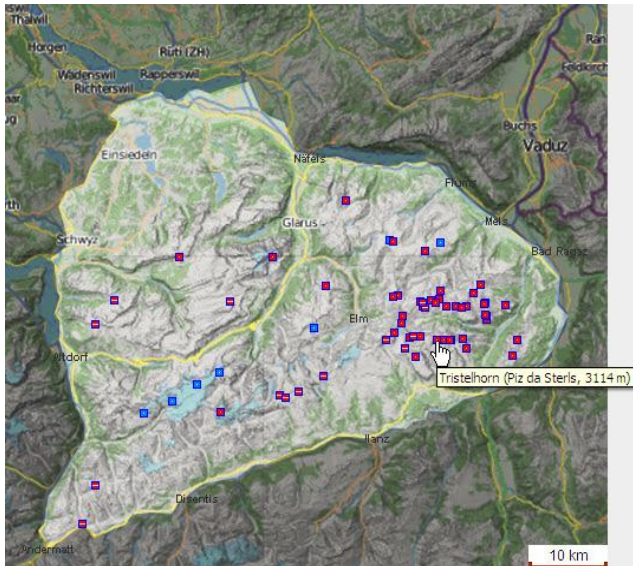 Thalwil
Horgen
Rüti (ZH)
Wädenswil
Rapperswil
Richterswil
Feldkirch
Buchs
Vaduz
Einsiedeln
Näfels
Flums
Glarus
Mels
Schwyz
Bad Ragaz
Elm
Altdorf
Tristelhorn (Piz da Sterls, 3114 m)
Ilanz
Disentis
Andermatt
10 km